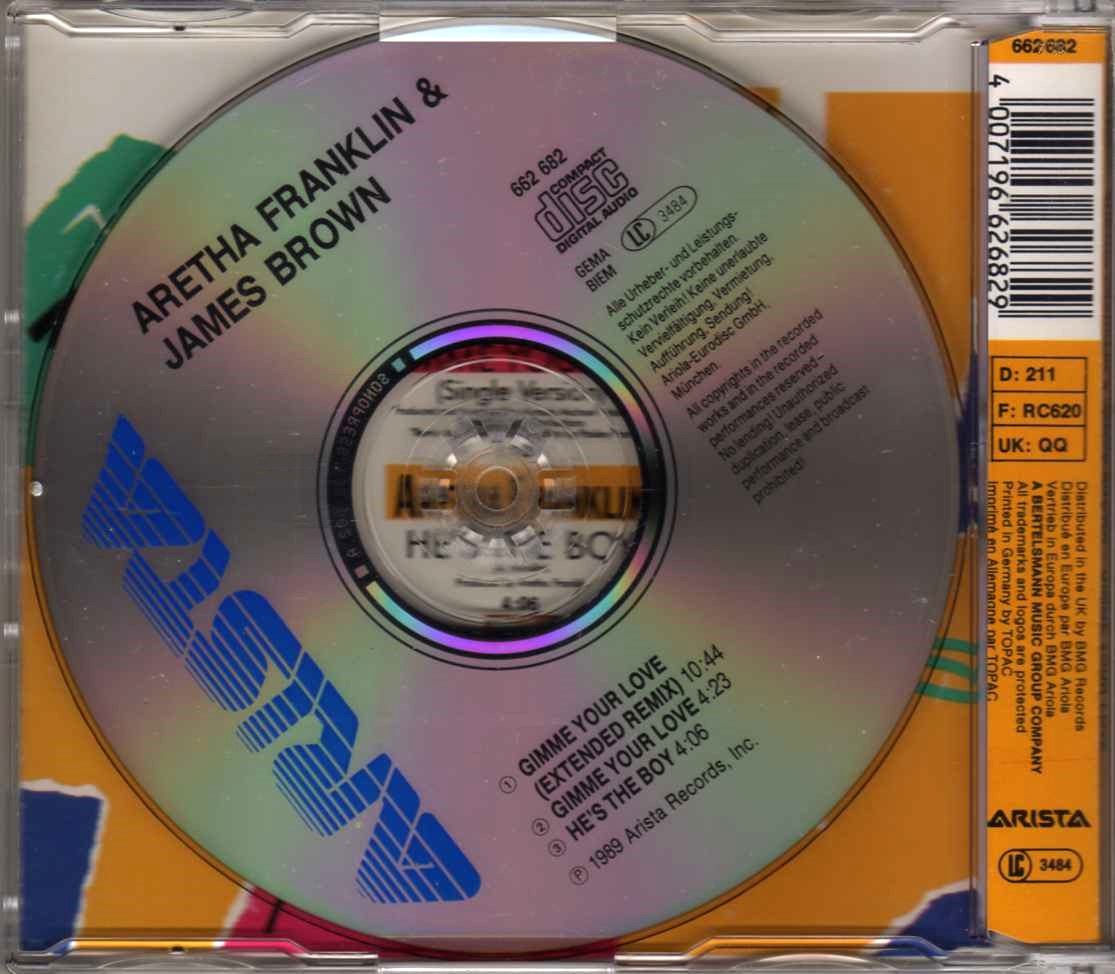 ARETHA FRANKLIN &
JAMES BROWN
662 682
COMPACT
disc
DIGITAL AUDIO
GEMA
BIEM
LC 3484
Alle Urheber- und Leistungs-
schutzrechte vorbehalten.
Kein Verleih! Keine unerlaubte
Vervielfältigung, Vermietung,
Aufführung, Sendung!
Ariola-Eurodisc GmbH,
München.
All copyrights in the recorded
works and in the recorded
performances reserved –
No lending! Unauthorized
duplication, lease, public
performance and broadcast
prohibited!
ARISTA
(Single Versio
HE'S THE BOY
4:06
① GIMME YOUR LOVE
(EXTENDED REMIX) 10:44
② GIMME YOUR LOVE 4:23
③ HE'S THE BOY 4:06
℗ 1989 Arista Records, Inc.
662 682
4 007196 626829
D: 211
F: RC620
UK: QQ
Distributed in the UK by BMG Records
Distribué en Europe par BMG Ariola
Vertrieb in Europa durch BMG Ariola
A BERTELSMANN MUSIC GROUP COMPANY
All trademarks and logos are protected
Printed in Germany by TOPAC
Imprimé en Allemagne par TOPAC
ARISTA
LC 3484